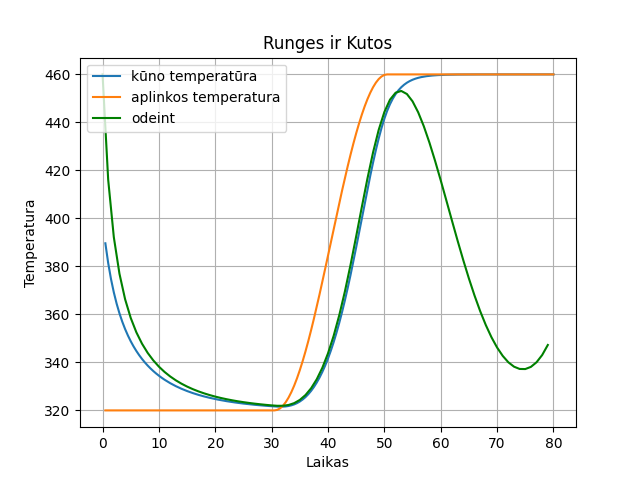 Runges ir Kutos
kūno temperatūra
aplinkos temperatura
odeint
Temperatura
460
440
420
400
380
360
340
320
0 10 20 30 40 50 60 70 80
Laikas